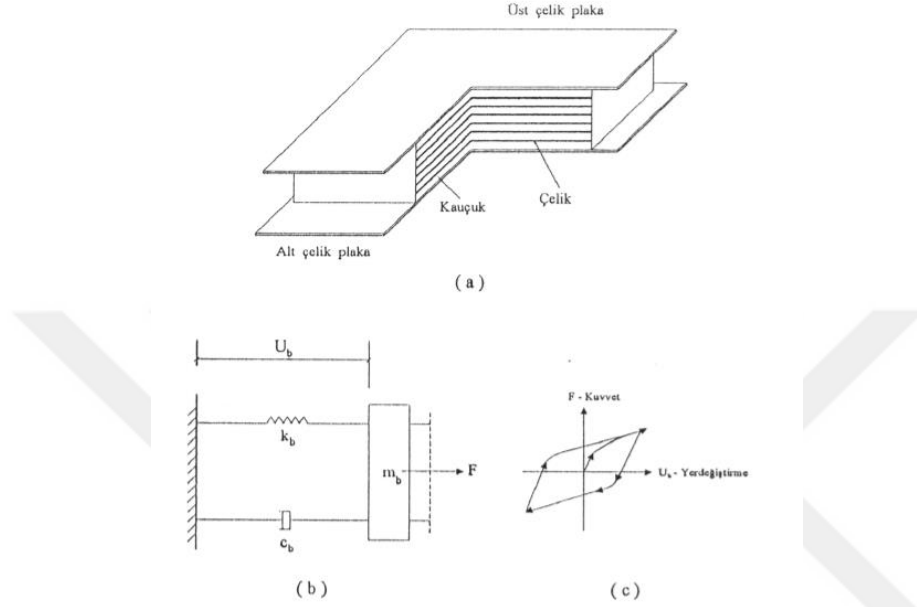 Üst çelik plaka
Çelik
Kauçuk
Alt çelik plaka
( a )
U_b
k_b
m_b
F
c_b
( b )
F - Kuvvet
U_b - Yerdeğiştirme
( c )